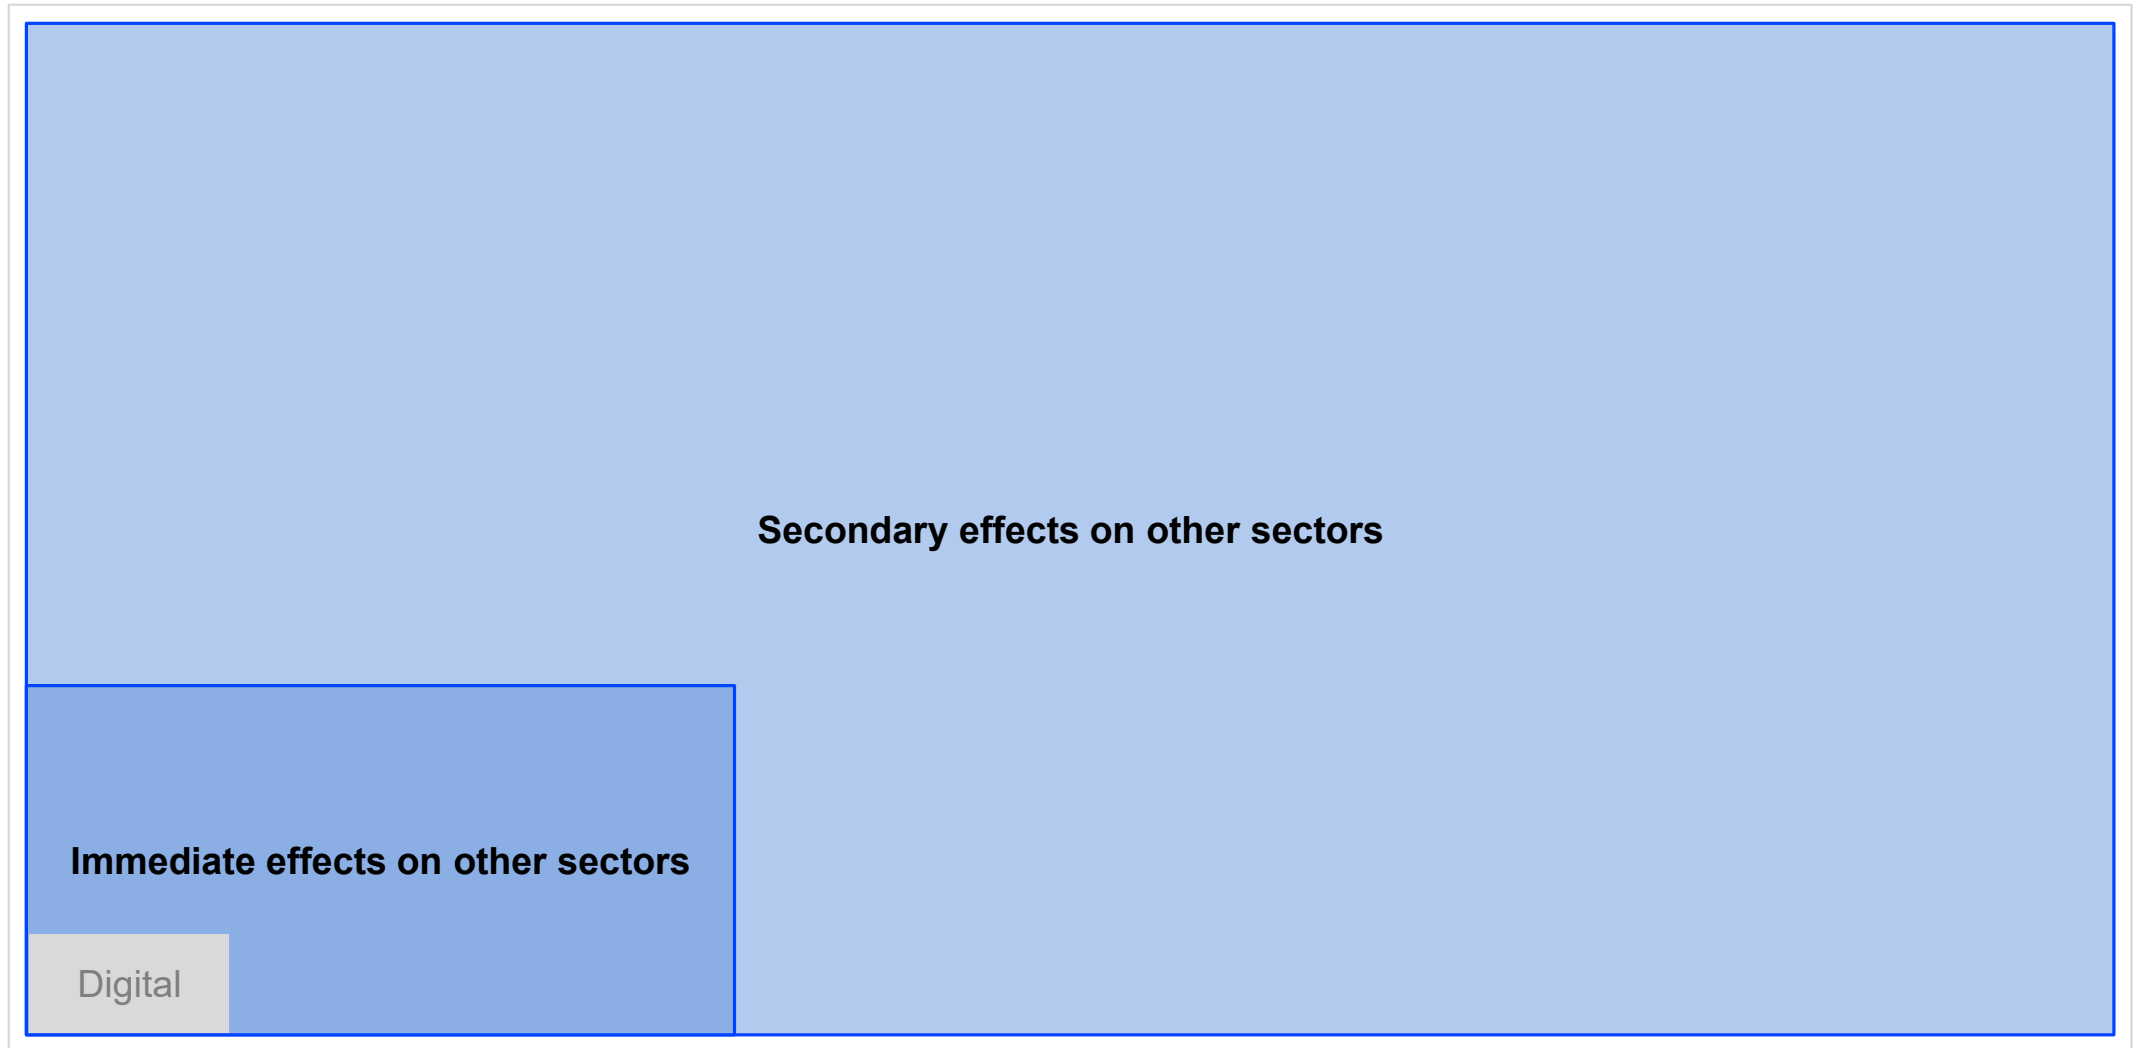 Secondary effects on other sectors
Immediate effects on other sectors
Digital